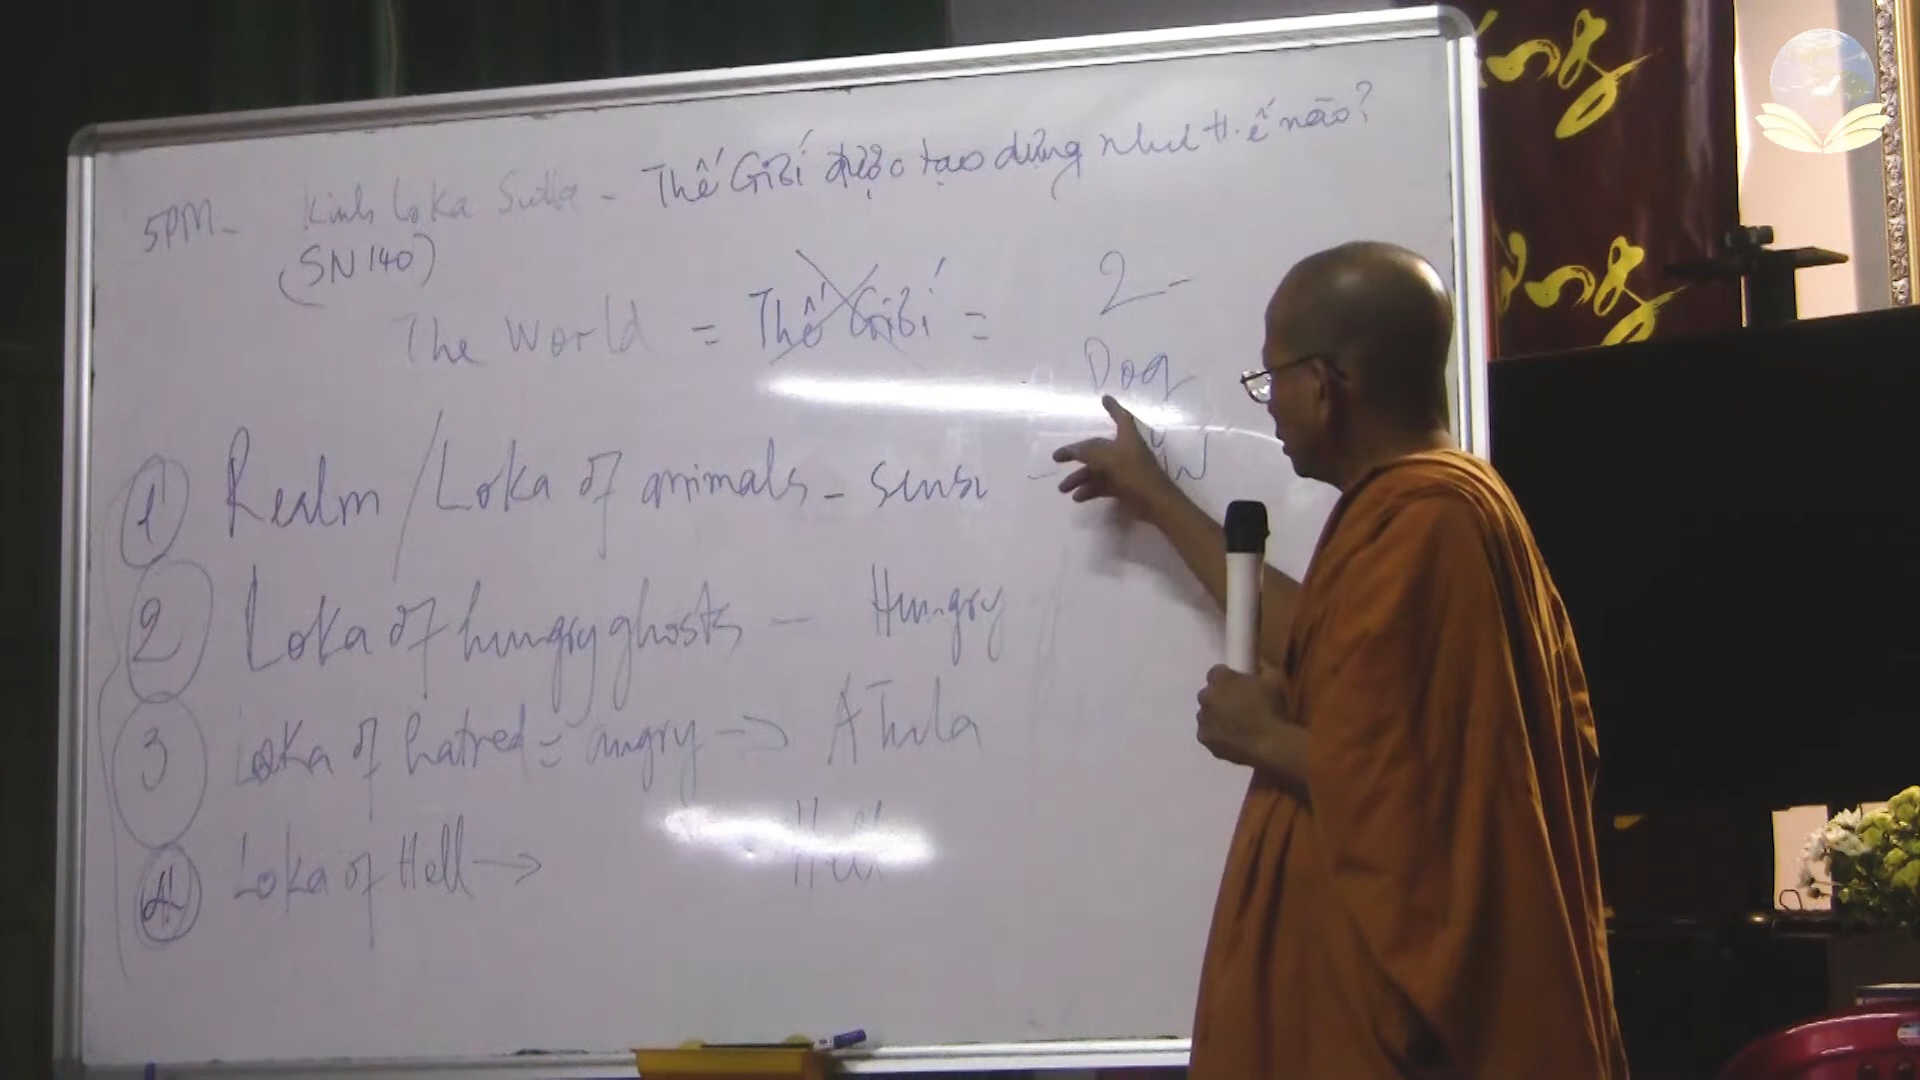 5PM - Kinh Loka Sutta - Thế Giới được tạo dựng như thế nào?
(SN 140)
The World = Thế Giới =
2 -
Dog
① Realm / Loka of animals - sense -
② Loka of hungry ghosts - Hungry
③ Loka of hatred = angry → A Tula
④ Loka of Hell → Hell